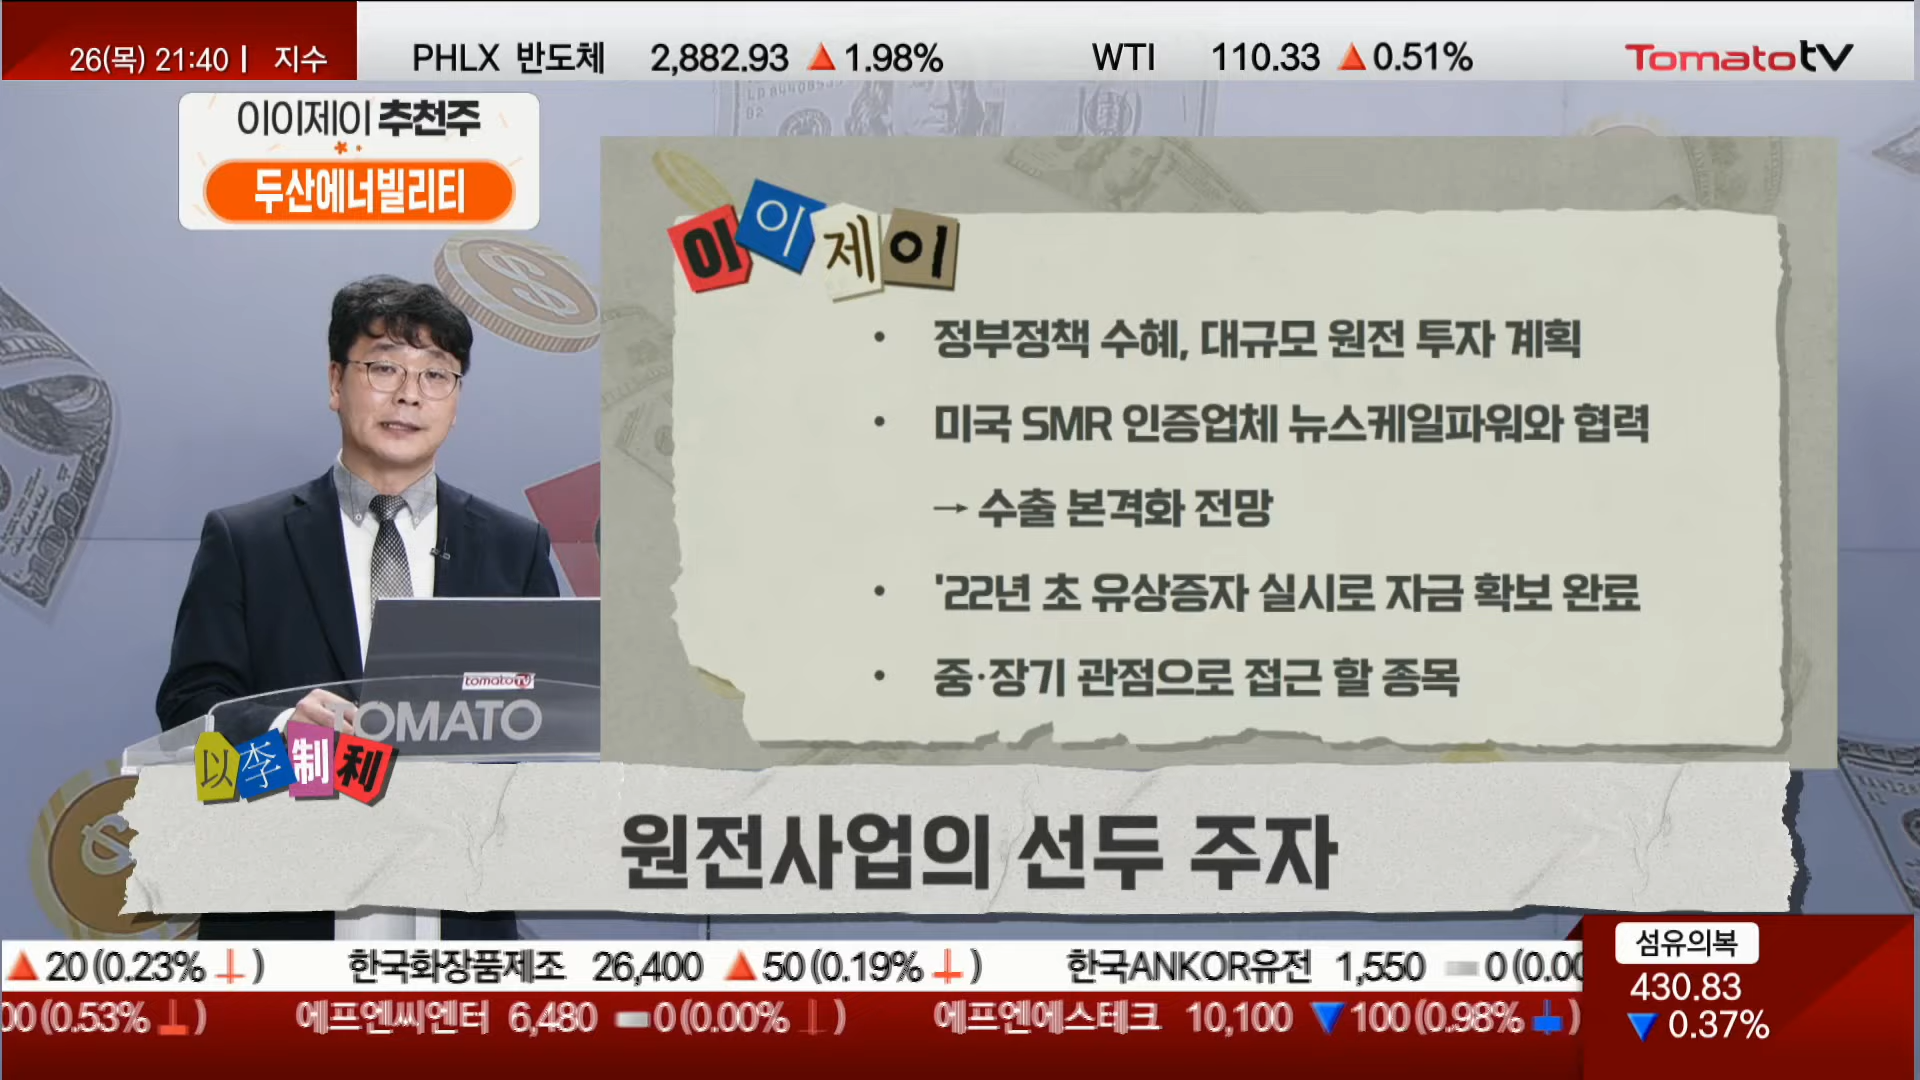 26(목) 21:40 | 지수
PHLX 반도체 2,882.93 ▲ 1.98% WTI 110.33 ▲ 0.51%
Tomato tv
이이제이 추천주
두산에너빌리티
이이제이
• 정부정책 수혜, 대규모 원전 투자 계획
• 미국 SMR 인증업체 뉴스케일파워와 협력
→ 수출 본격화 전망
• '22년 초 유상증자 실시로 자금 확보 완료
• 중·장기 관점으로 접근 할 종목
tomatoTV
TOMATO
以李制利
원전사업의 선두 주자
▲ 20(0.23% ↓) 한국화장품제조 26,400 ▲ 50(0.19% ↓) 한국ANKOR유전 1,550 0(0.00
00(0.53% ↓) 에프엔씨엔터 6,480 0(0.00% ↓) 에프엔에스테크 10,100 ▼ 100(0.98% ↓)
섬유의복
430.83
▼ 0.37%